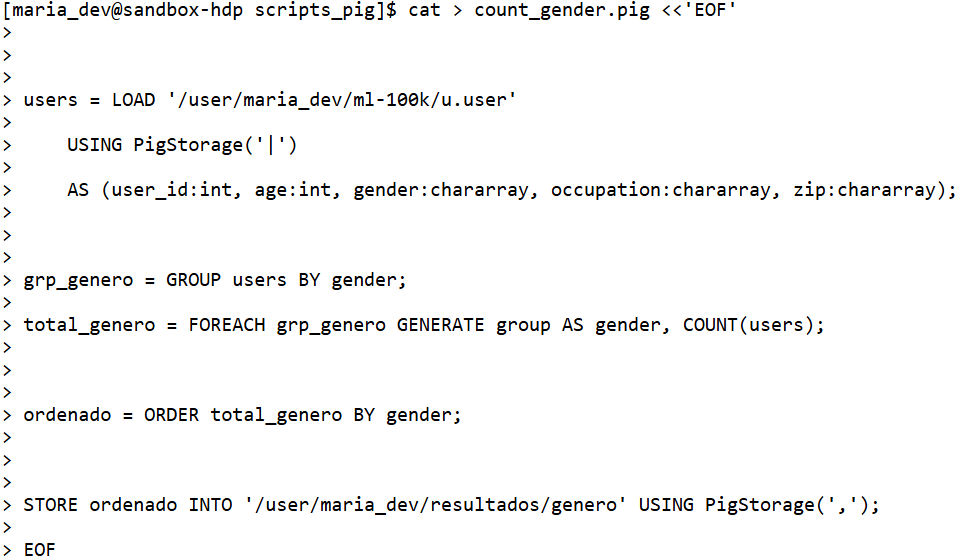 [maria_dev@sandbox-hdp scripts_pig]$ cat > count_gender.pig <<'EOF'
>
>
>
> users = LOAD '/user/maria_dev/ml-100k/u.user'
>
>     USING PigStorage('|')
>
>     AS (user_id:int, age:int, gender:chararray, occupation:chararray, zip:chararray);
>
>
>
> grp_genero = GROUP users BY gender;
>
> total_genero = FOREACH grp_genero GENERATE group AS gender, COUNT(users);
>
>
>
> ordenado = ORDER total_genero BY gender;
>
>
>
> STORE ordenado INTO '/user/maria_dev/resultados/genero' USING PigStorage(',');
>
> EOF